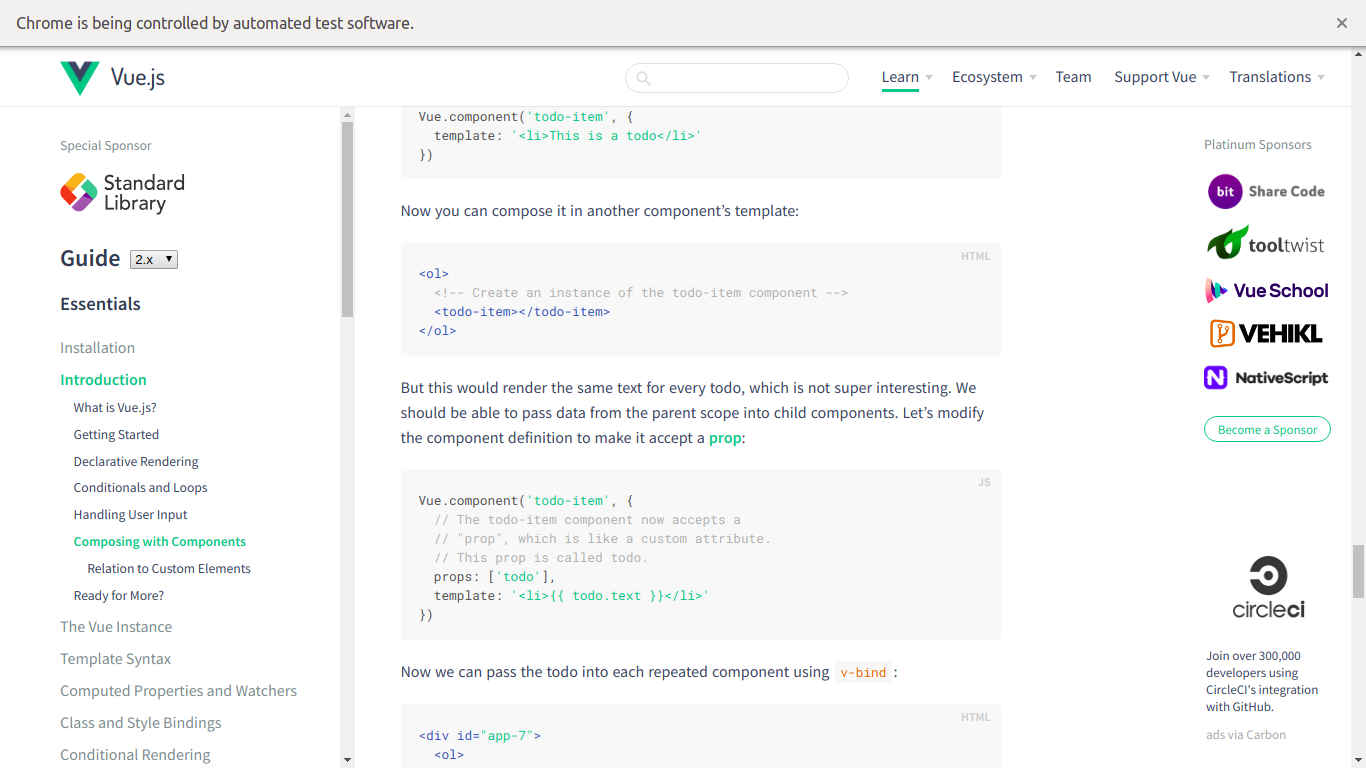 Chrome is being controlled by automated test software.
Vue.js
Learn
Ecosystem
Team
Support Vue
Translations
Special Sponsor
Standard
Library
Guide 2.x
Essentials
Installation
Introduction
What is Vue.js?
Getting Started
Declarative Rendering
Conditionals and Loops
Handling User Input
Composing with Components
Relation to Custom Elements
Ready for More?
The Vue Instance
Template Syntax
Computed Properties and Watchers
Class and Style Bindings
Conditional Rendering
Vue.component('todo-item', {
template: '<li>This is a todo</li>'
})
Now you can compose it in another component’s template:
HTML
<ol>
<!-- Create an instance of the todo-item component -->
<todo-item></todo-item>
</ol>
But this would render the same text for every todo, which is not super interesting. We
should be able to pass data from the parent scope into child components. Let’s modify
the component definition to make it accept a prop:
JS
Vue.component('todo-item', {
// The todo-item component now accepts a
// "prop", which is like a custom attribute.
// This prop is called todo.
props: ['todo'],
template: '<li>{{ todo.text }}</li>'
})
Now we can pass the todo into each repeated component using v-bind :
HTML
<div id="app-7">
<ol>
Platinum Sponsors
bit Share Code
tooltwist
Vue School
VEHIKL
NativeScript
Become a Sponsor
circleci
Join over 300,000
developers using
CircleCI's integration
with GitHub.
ads via Carbon